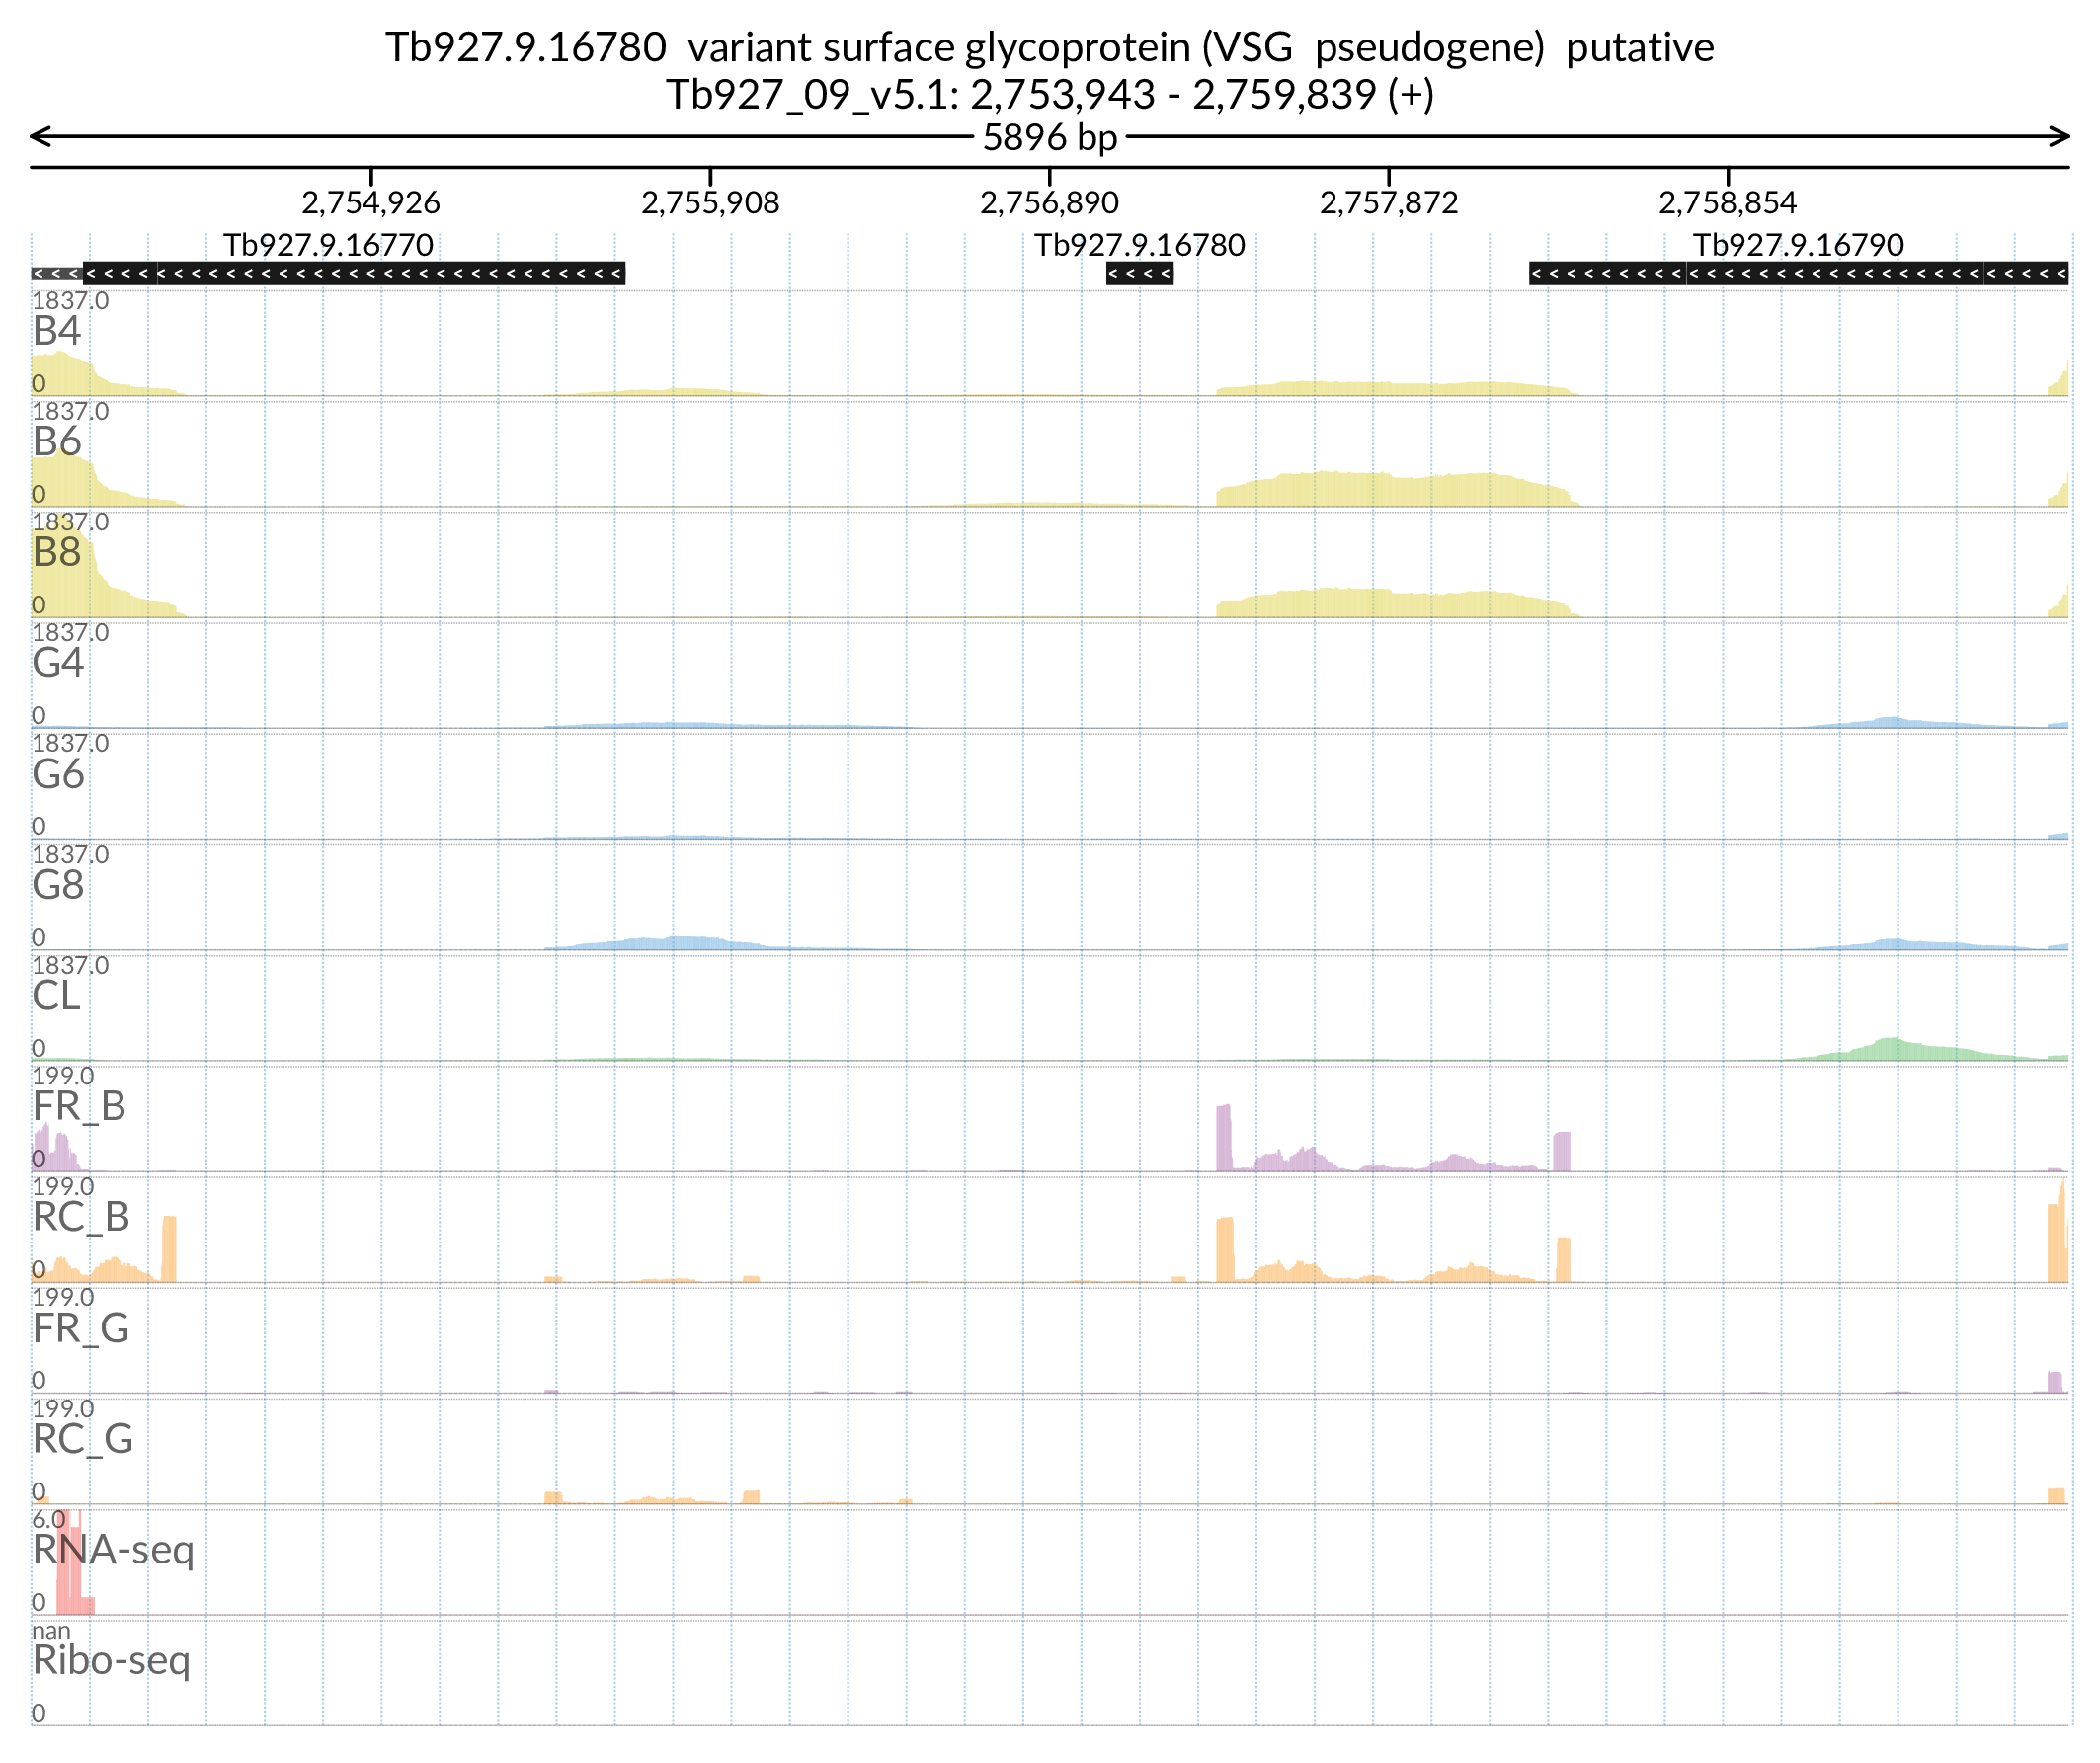 Tb927.9.16780  variant surface glycoprotein (VSG  pseudogene)  putative
Tb927_09_v5.1: 2,753,943 - 2,759,839 (+)
5896 bp
2,754,926 2,755,908 2,756,890 2,757,872 2,758,854
Tb927.9.16770 Tb927.9.16780 Tb927.9.16790
1837.0
B4
0
1837.0
B6
0
1837.0
B8
0
1837.0
G4
0
1837.0
G6
0
1837.0
G8
0
1837.0
CL
0
199.0
FR_B
0
199.0
RC_B
0
199.0
FR_G
0
199.0
RC_G
0
6.0
RNA-seq
0
nan
Ribo-seq
0